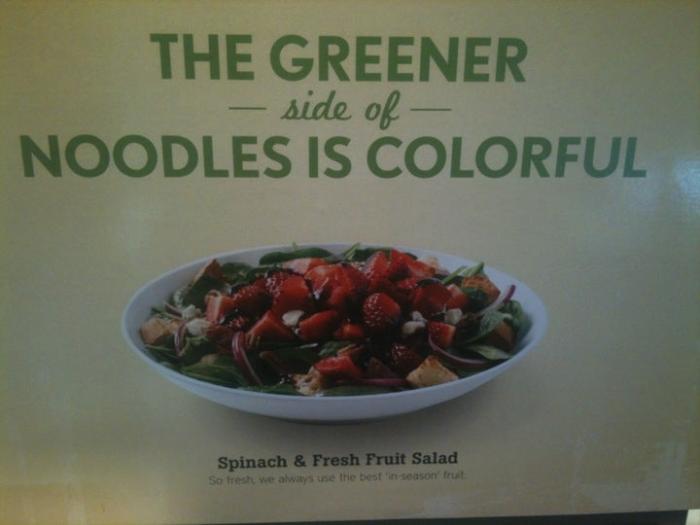 THE GREENER
side of
NOODLES IS COLORFUL
Spinach & Fresh Fruit Salad
So fresh, we always use the best 'in-season' fruit.